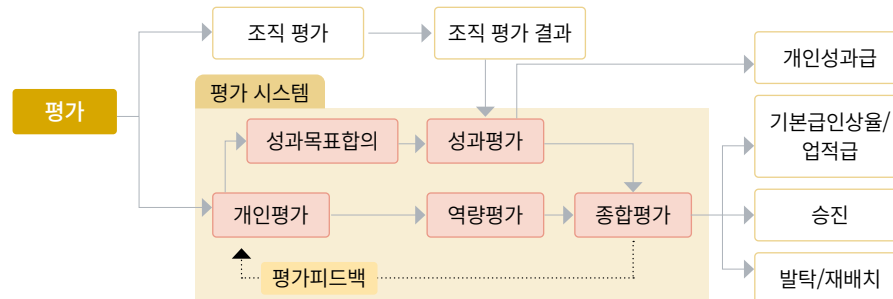 조직 평가
조직 평가 결과
개인성과급
평가 시스템
평가
기본급인상율/
업적급
성과목표합의
성과평가
개인평가
역량평가
종합평가
승진
평가피드백
발탁/재배치